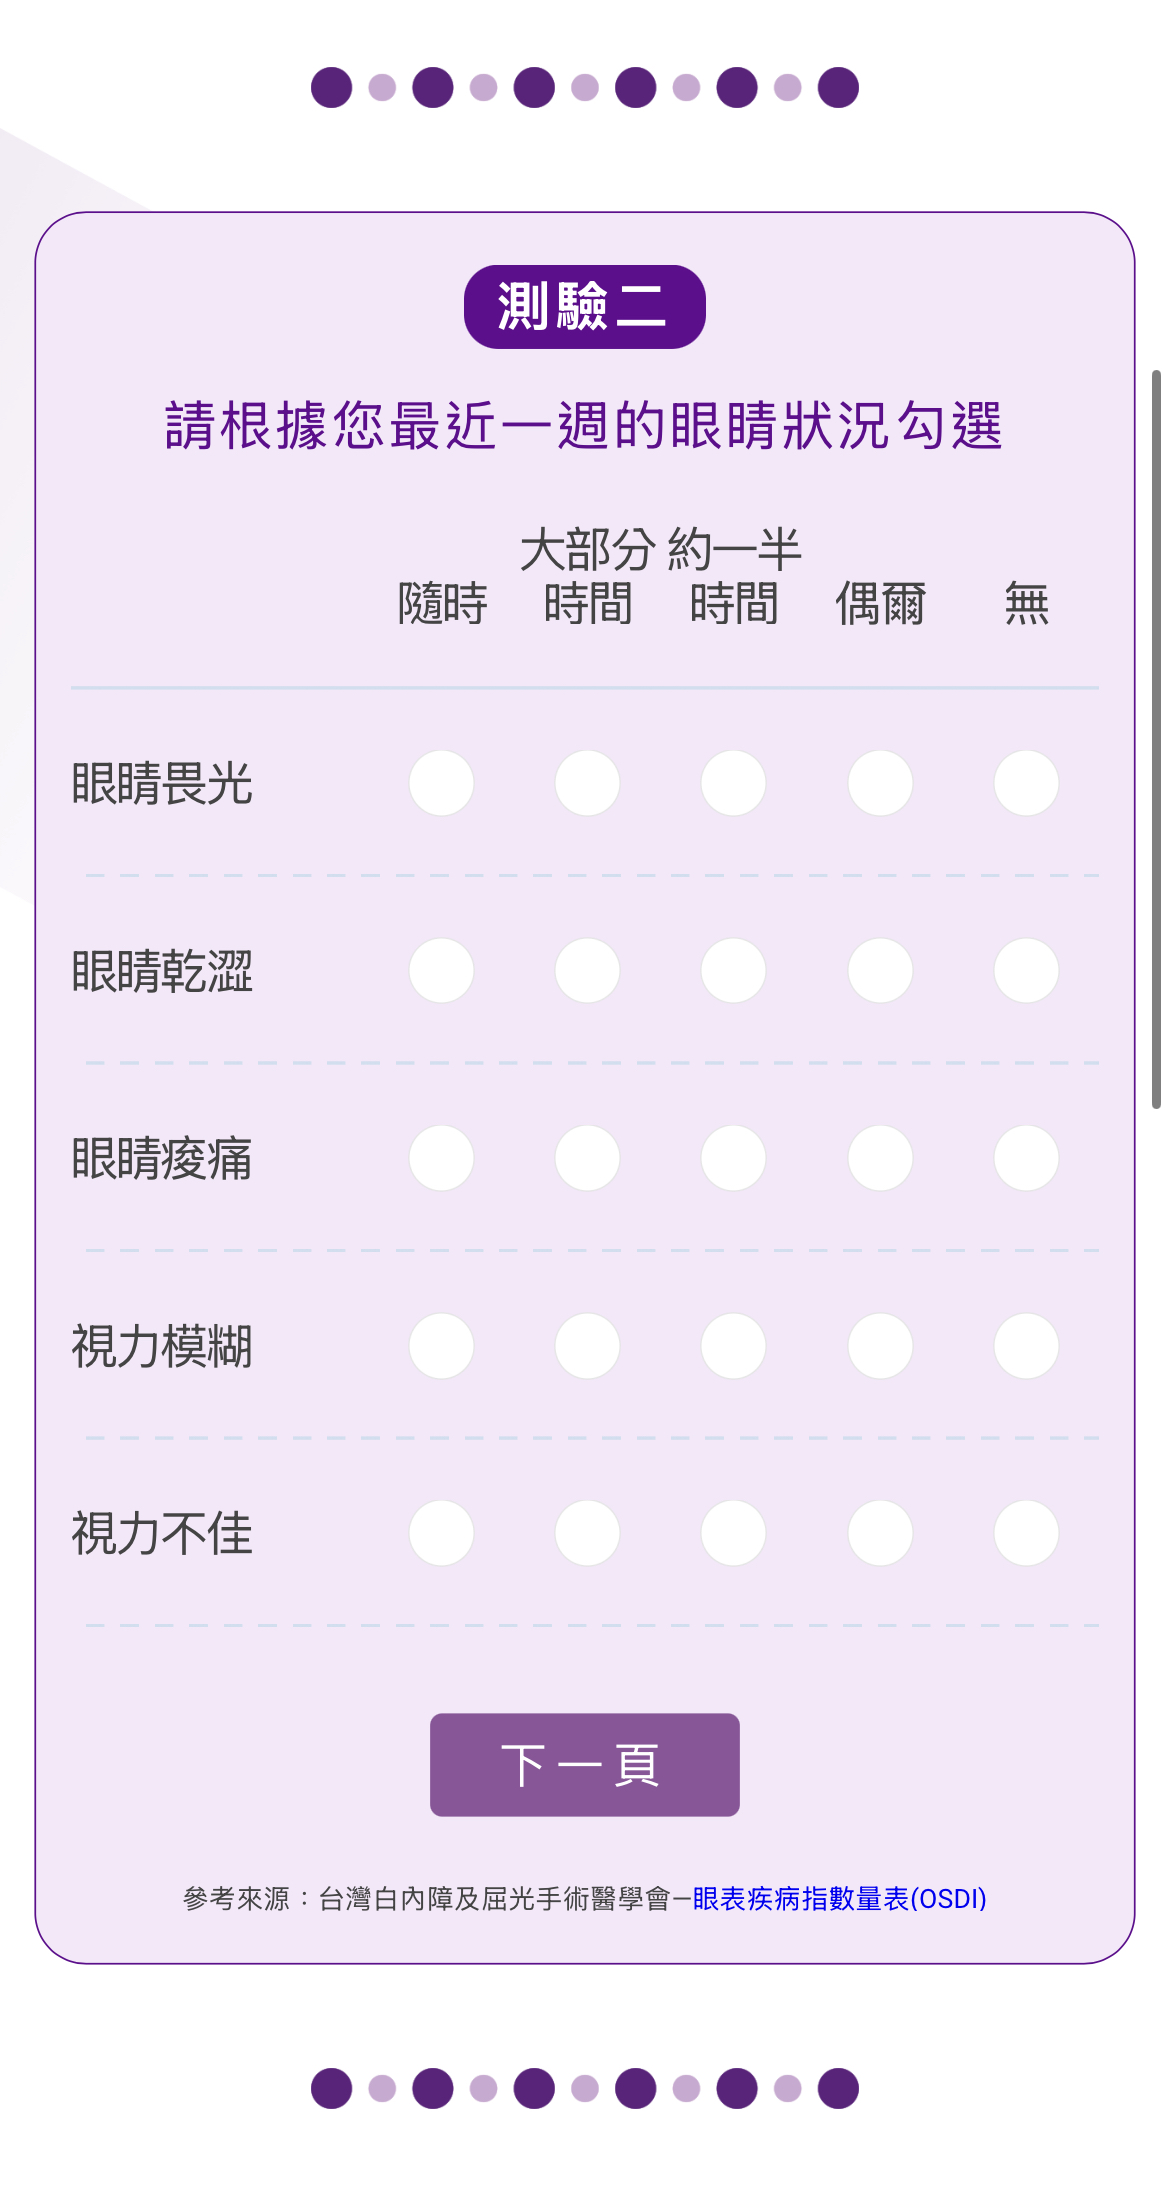 測驗二
請根據您最近一週的眼睛狀況勾選
大部分 約一半
隨時 時間 時間 偶爾 無
眼睛畏光
眼睛乾澀
眼睛痠痛
視力模糊
視力不佳
下一頁
參考來源：台灣白內障及屈光手術醫學會–眼表疾病指數量表(OSDI)